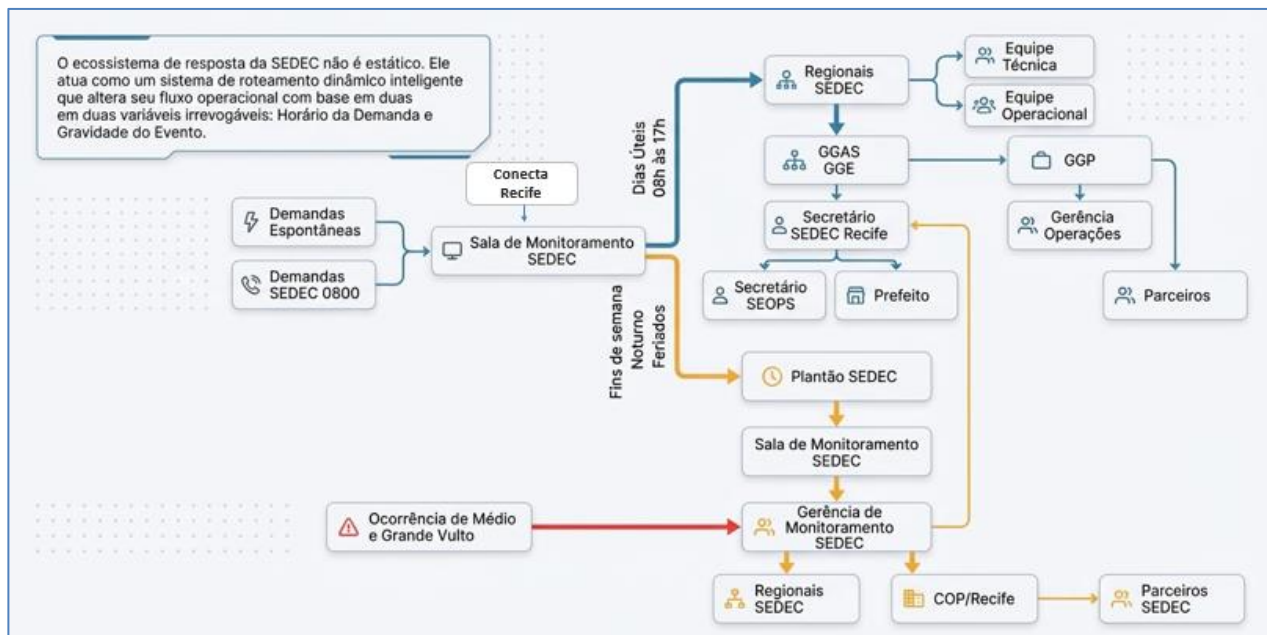 O ecossistema de resposta da SEDEC não é estático. Ele
atua como um sistema de roteamento dinâmico inteligente
que altera seu fluxo operacional com base em duas
em duas variáveis irrevogáveis: Horário da Demanda e
Gravidade do Evento.
Conecta
Recife
Demandas
Espontâneas
Demandas
SEDEC 0800
Sala de Monitoramento
SEDEC
Dias Úteis
08h às 17h
Regionais
SEDEC
Equipe
Técnica
Equipe
Operacional
GGAS
GGE
GGP
Secretário
SEDEC Recife
Gerência
Operações
Secretário
SEOPS
Prefeito
Parceiros
Fins de semana
Noturno
Feriados
Plantão SEDEC
Sala de Monitoramento
SEDEC
Ocorrência de Médio
e Grande Vulto
Gerência de
Monitoramento
SEDEC
Regionais
SEDEC
COP/Recife
Parceiros
SEDEC